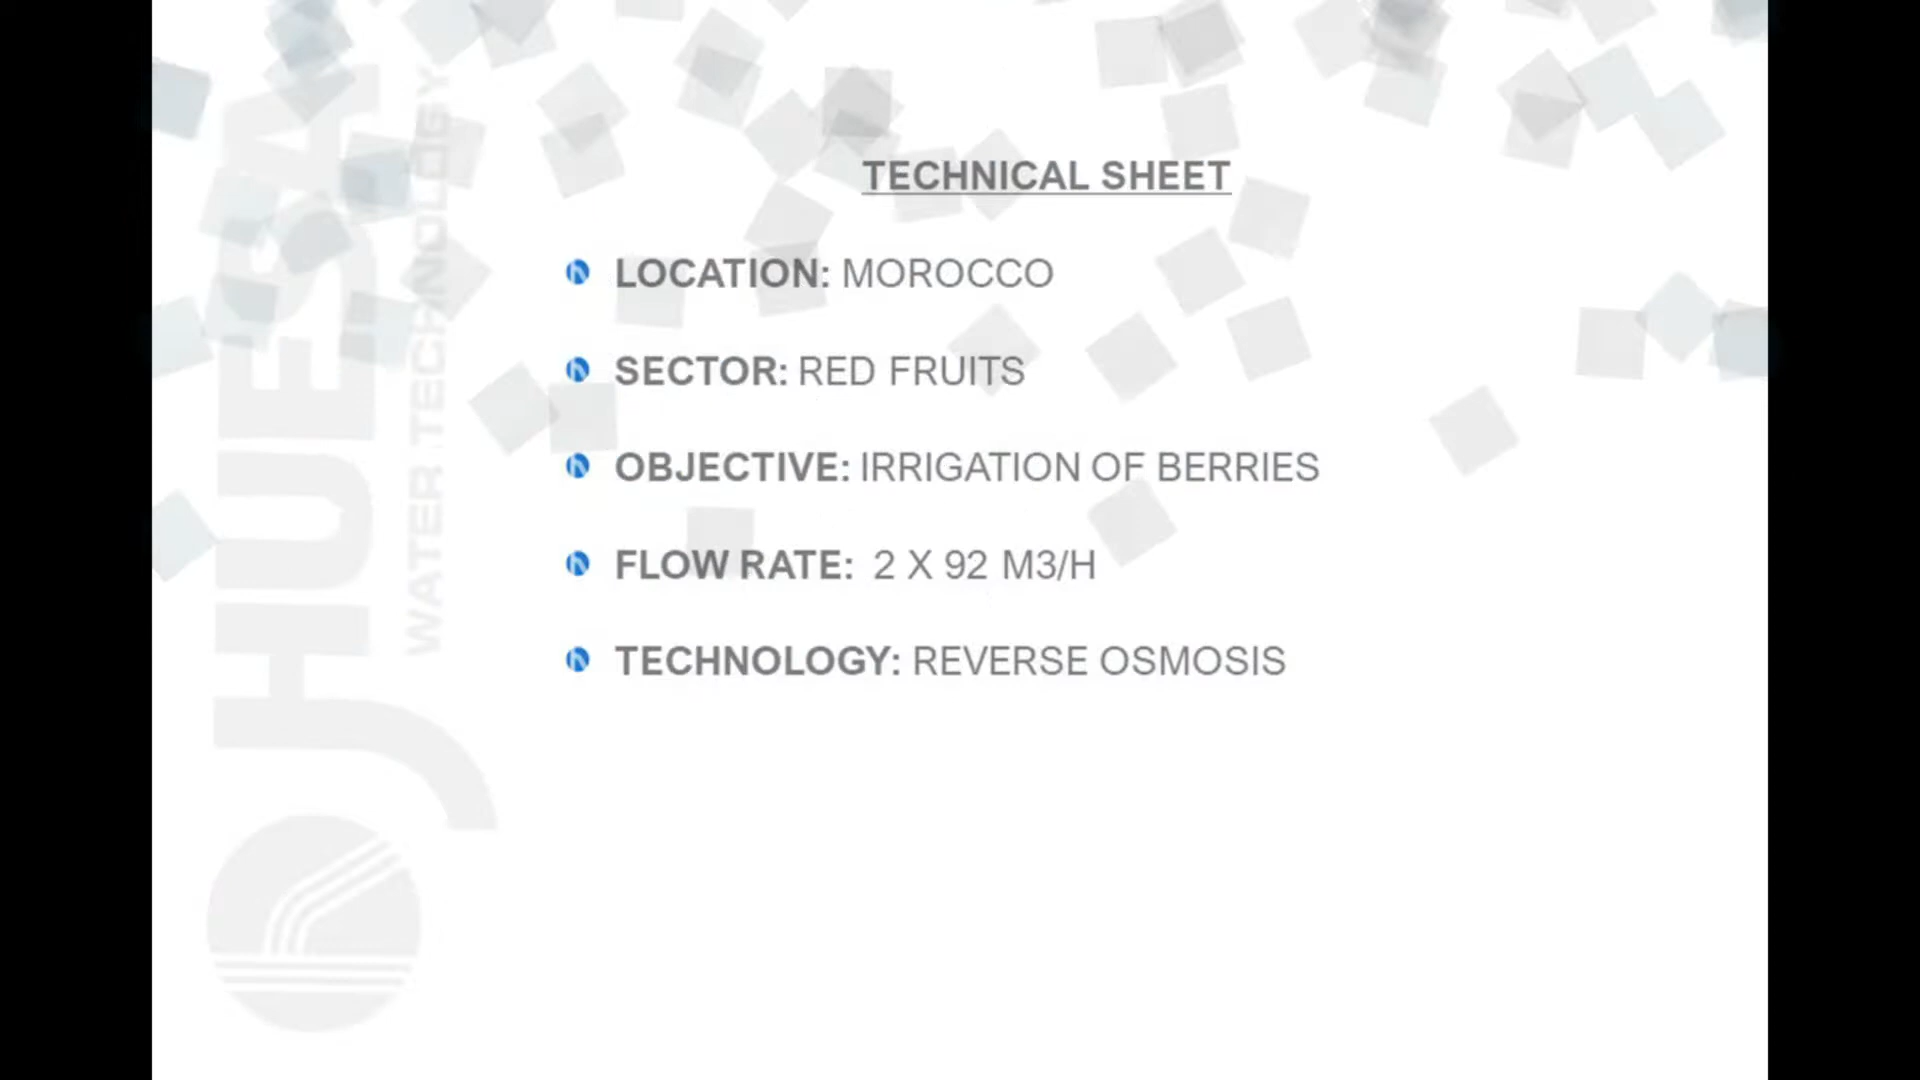 TECHNICAL SHEET
LOCATION: MOROCCO
SECTOR: RED FRUITS
OBJECTIVE: IRRIGATION OF BERRIES
FLOW RATE: 2 X 92 M3/H
TECHNOLOGY: REVERSE OSMOSIS
JHUESA
WATER TECHNOLOGY